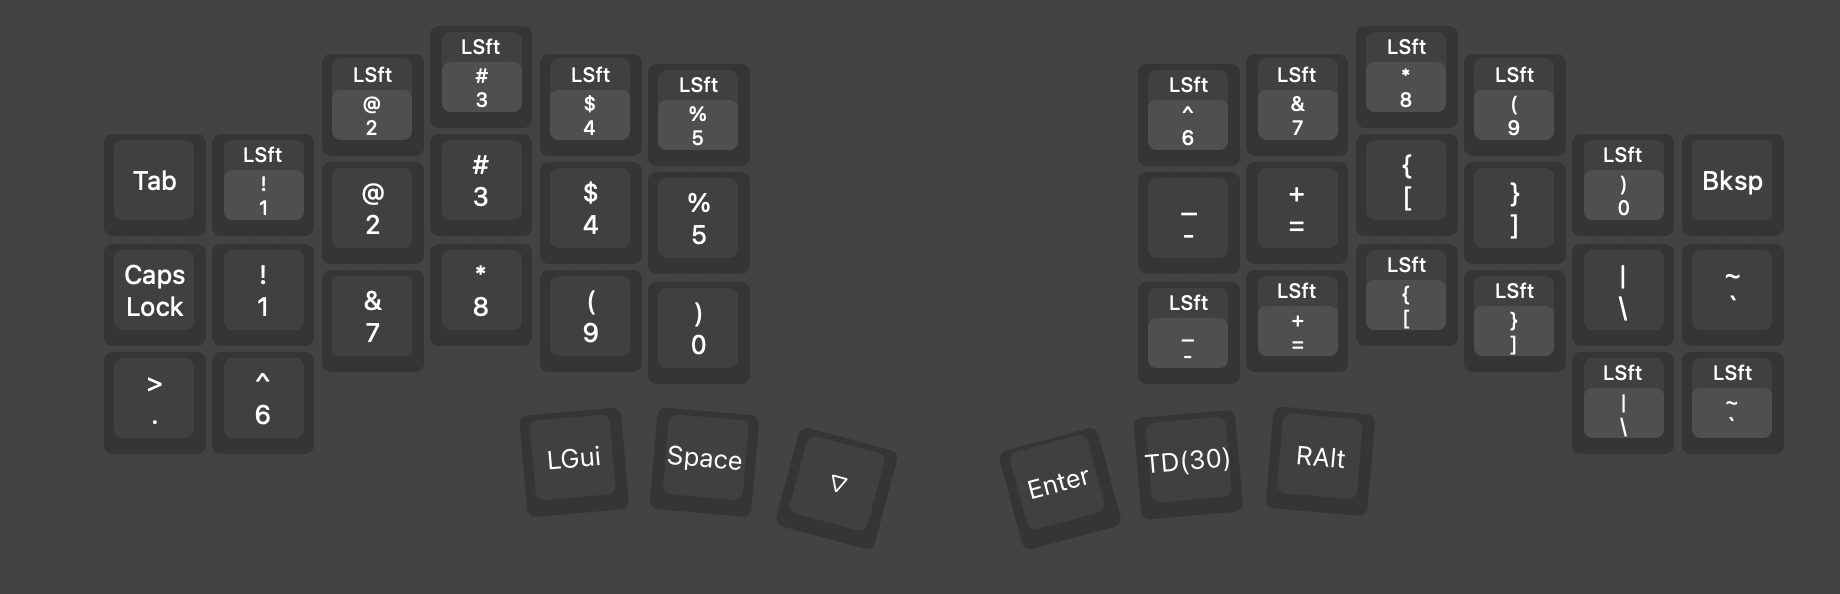 Tab
LSft
!
1
LSft
@
2
LSft
#
3
LSft
$
4
LSft
%
5
LSft
^
6
LSft
&
7
LSft
*
8
LSft
(
9
LSft
)
0
Bksp
Caps
Lock
!
1
@
2
#
3
$
4
%
5
_
-
+
=
{
[
}
]
|
\
~
`
>
.
^
6
&
7
*
8
(
9
)
0
LSft
_
-
LSft
+
=
LSft
{
[
LSft
}
]
LSft
|
\
LSft
~
`
LGui
Space
▽
Enter
TD(30)
RAlt